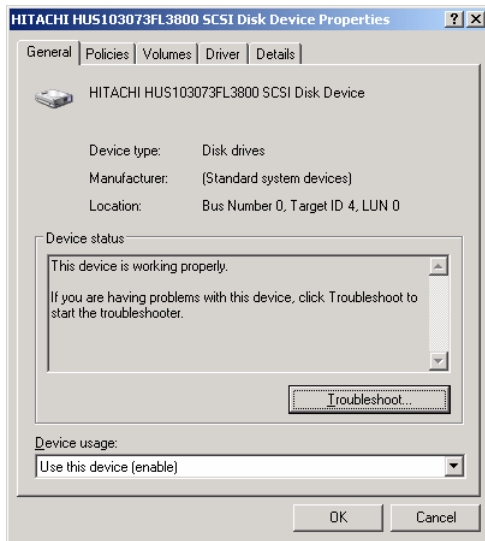 HITACHI HUS103073FL3800 SCSI Disk Device Properties
General Policies Volumes Driver Details
HITACHI HUS103073FL3800 SCSI Disk Device
Device type: Disk drives
Manufacturer: (Standard system devices)
Location: Bus Number 0, Target ID 4, LUN 0
Device status
This device is working properly.
If you are having problems with this device, click Troubleshoot to
start the troubleshooter.
Troubleshoot...
Device usage:
Use this device (enable)
OK Cancel